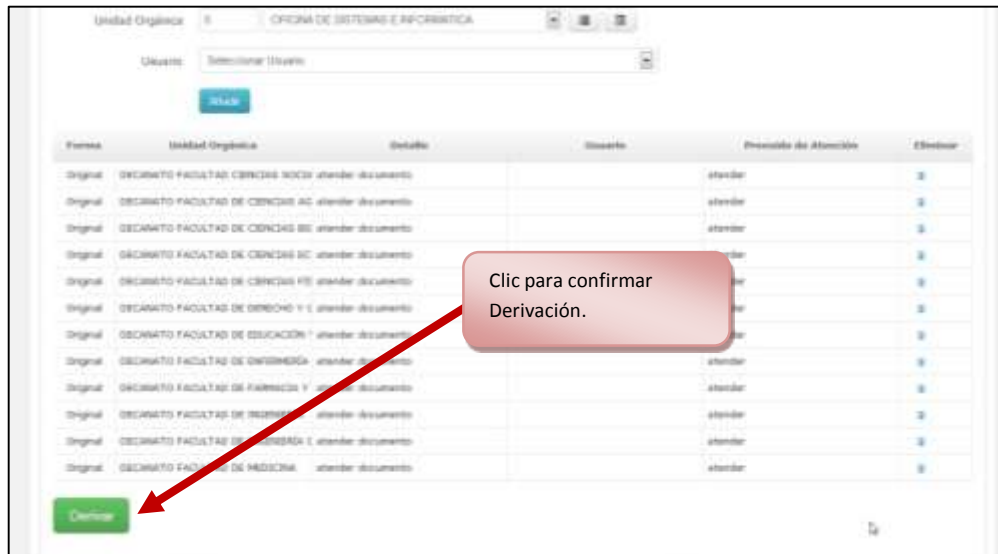 Unidad Orgánica OFICINA DE SISTEMAS E INFORMATICA
Usuario Seleccionar Usuario
Añadir
Forma Unidad Orgánica Detalle Usuario Proveido de Atención Eliminar
Original DECANATO FACULTAD CIENCIAS SOCIA atender documento atender
Original DECANATO FACULTAD DE CIENCIAS AG atender documento atender
Original DECANATO FACULTAD DE CIENCIAS atender documento atender
Original DECANATO FACULTAD DE CIENCIAS EC atender documento
Original DECANATO FACULTAD DE CIENCIAS atender documento
Original DECANATO FACULTAD DE DERECHO Y C atender documento
Original DECANATO FACULTAD DE EDUCACIÓN atender documento
Original DECANATO FACULTAD DE ENFERMERÍA atender documento atender
Original DECANATO FACULTAD DE FARMACIA Y atender documento atender
Original DECANATO FACULTAD DE atender documento atender
Original DECANATO FACULTAD DE atender documento atender
Original DECANATO DE MEDICINA atender documento atender
Clic para confirmar
Derivación.
Derivar